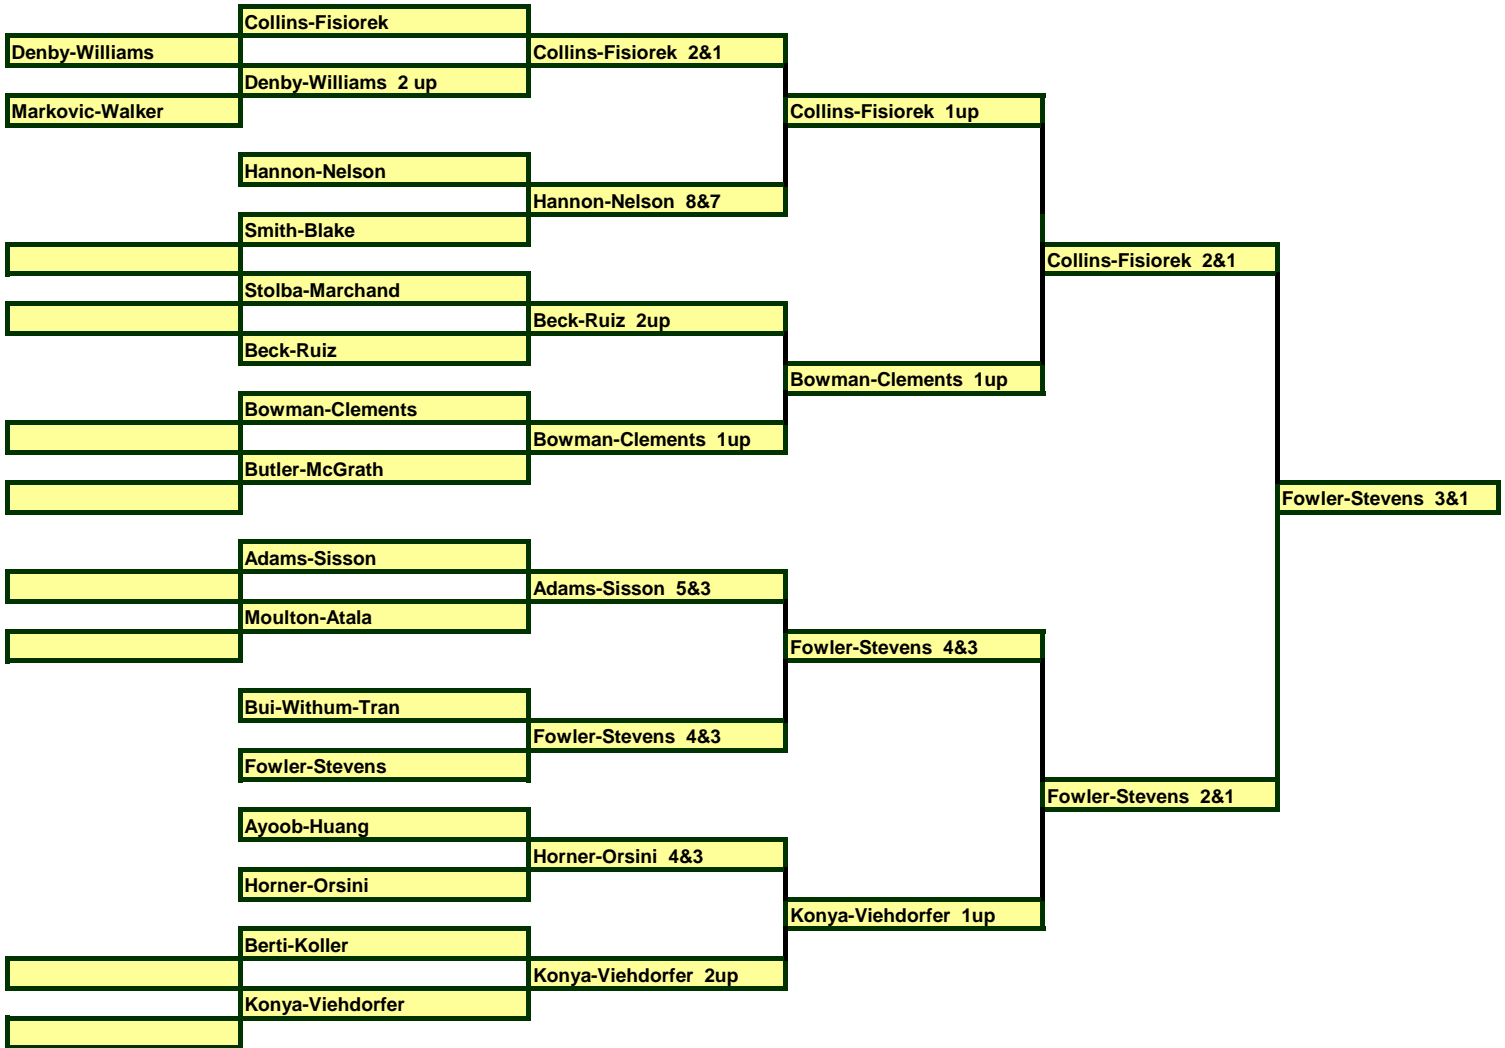 Collins-Fisiorek
Denby-Williams
Collins-Fisiorek 2&1
Denby-Williams 2 up
Markovic-Walker
Collins-Fisiorek 1up
Hannon-Nelson
Hannon-Nelson 8&7
Smith-Blake
Collins-Fisiorek 2&1
Stolba-Marchand
Beck-Ruiz 2up
Beck-Ruiz
Bowman-Clements 1up
Bowman-Clements
Bowman-Clements 1up
Butler-McGrath
Fowler-Stevens 3&1
Adams-Sisson
Adams-Sisson 5&3
Moulton-Atala
Fowler-Stevens 4&3
Bui-Withum-Tran
Fowler-Stevens 4&3
Fowler-Stevens
Fowler-Stevens 2&1
Ayoob-Huang
Horner-Orsini 4&3
Horner-Orsini
Konya-Viehdorfer 1up
Berti-Koller
Konya-Viehdorfer 2up
Konya-Viehdorfer